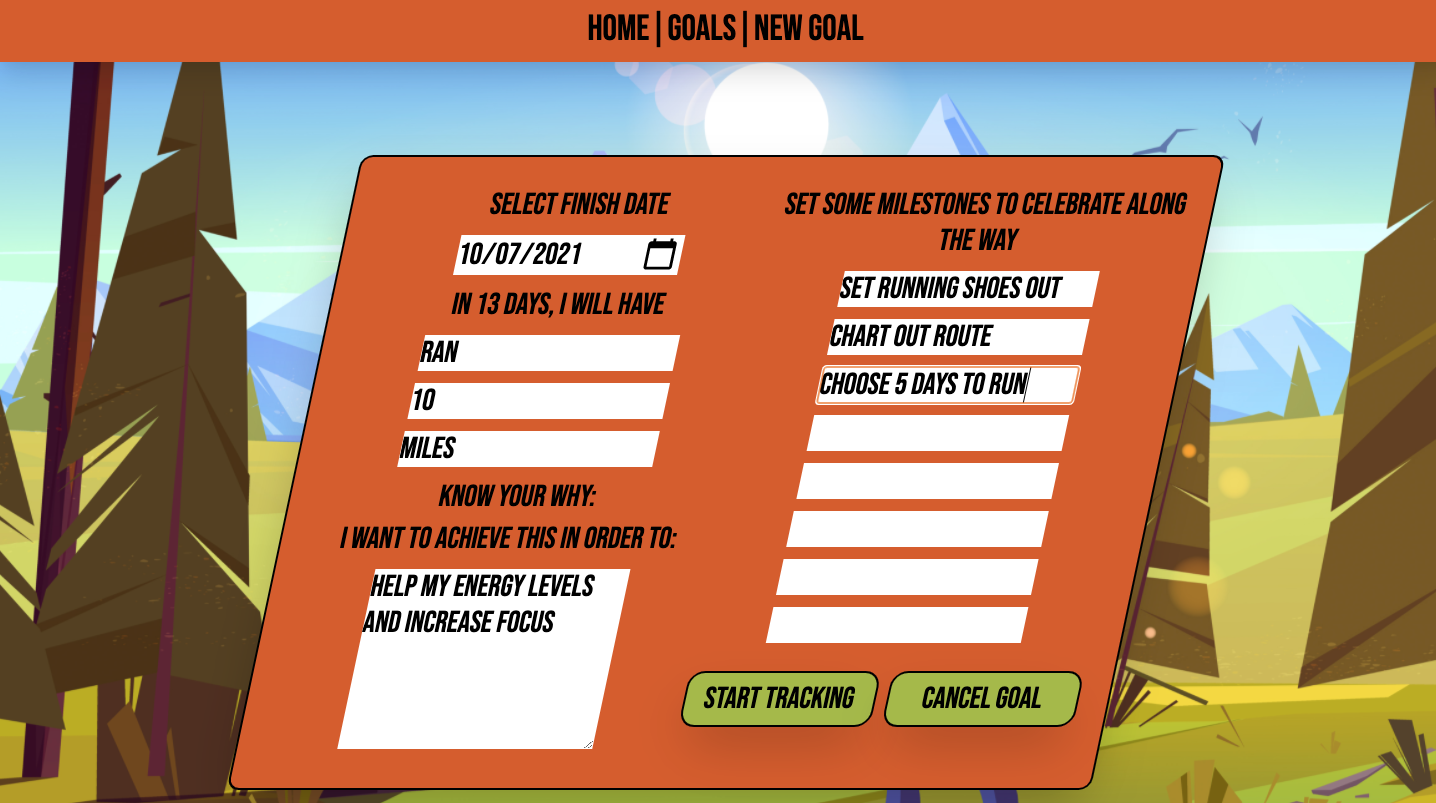 HOME | GOALS | NEW GOAL
SELECT FINISH DATE
10/07/2021
IN 13 DAYS, I WILL HAVE
RAN
10
MILES
KNOW YOUR WHY:
I WANT TO ACHIEVE THIS IN ORDER TO:
HELP MY ENERGY LEVELS
AND INCREASE FOCUS
SET SOME MILESTONES TO CELEBRATE ALONG
THE WAY
SET RUNNING SHOES OUT
CHART OUT ROUTE
CHOOSE 5 DAYS TO RUN
START TRACKING
CANCEL GOAL